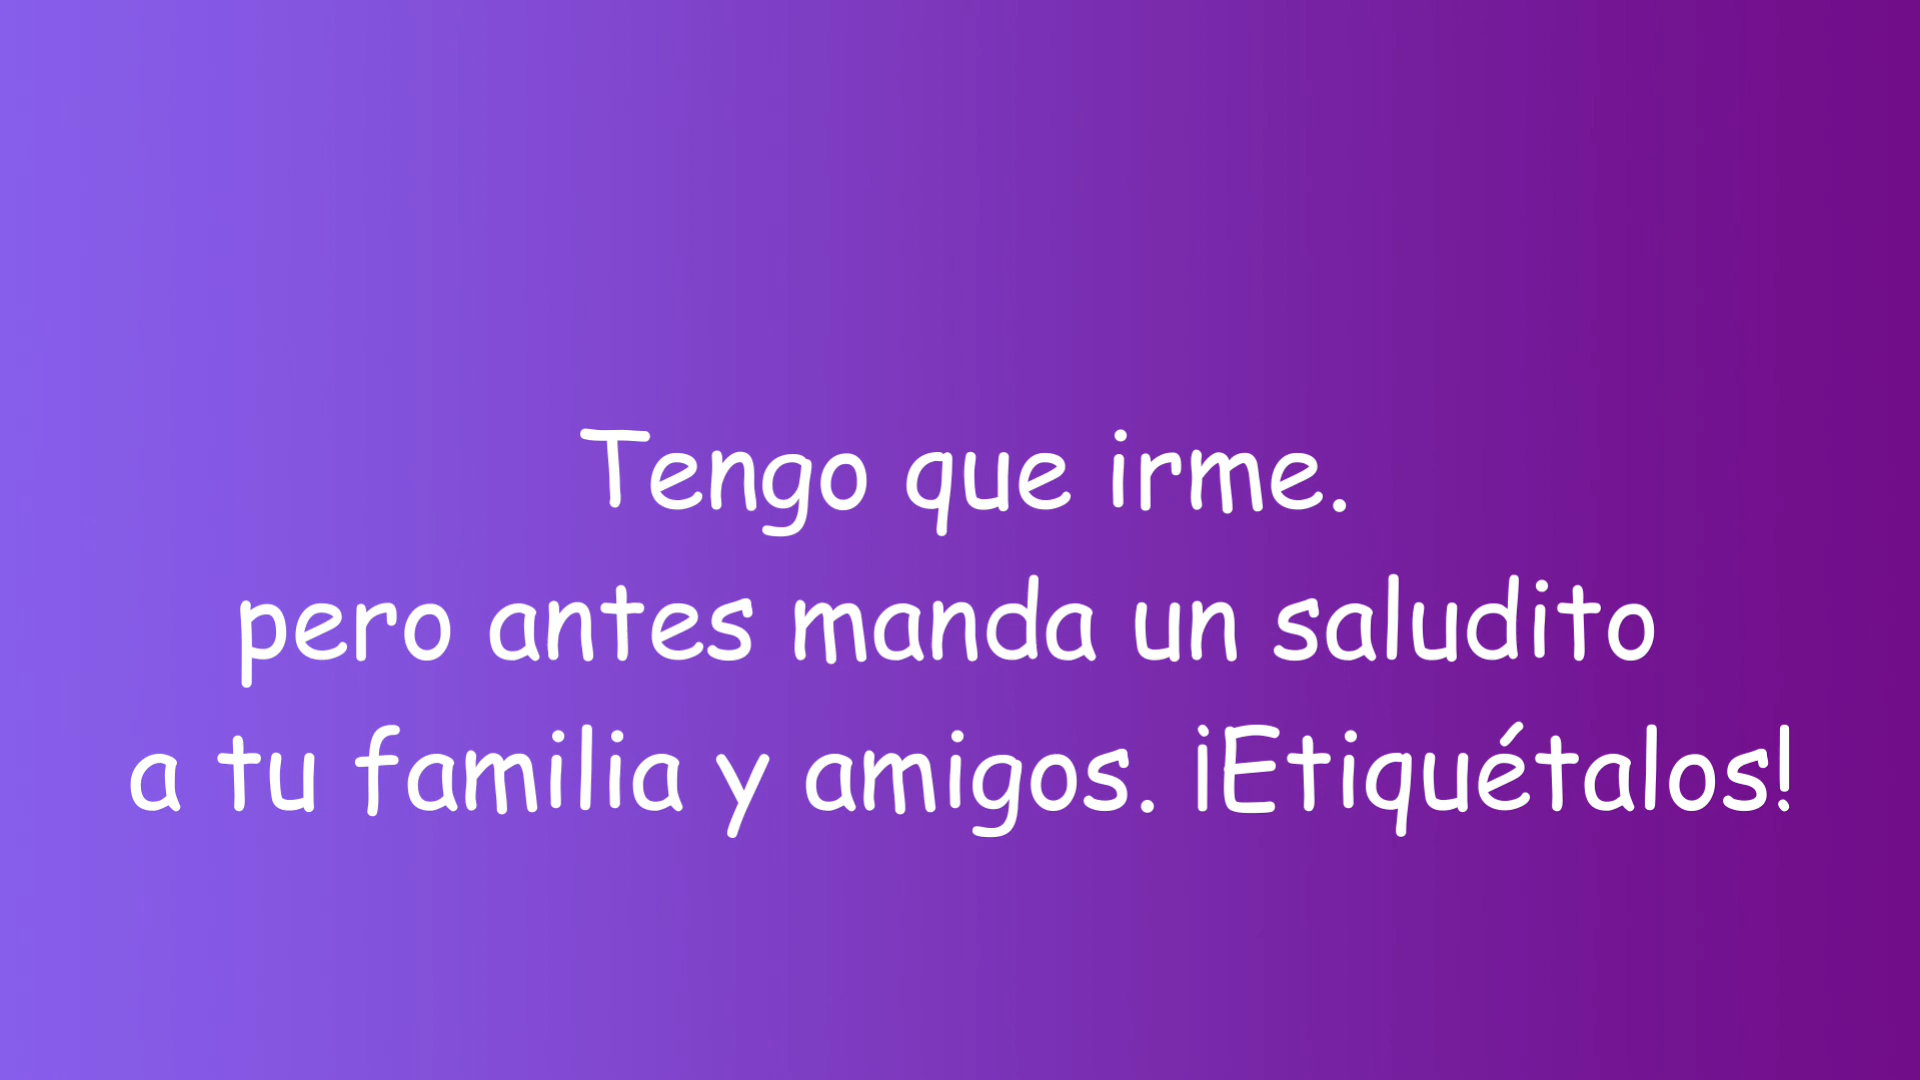 Tengo que irme.
pero antes manda un saludito
a tu familia y amigos. ¡Etiquétalos!